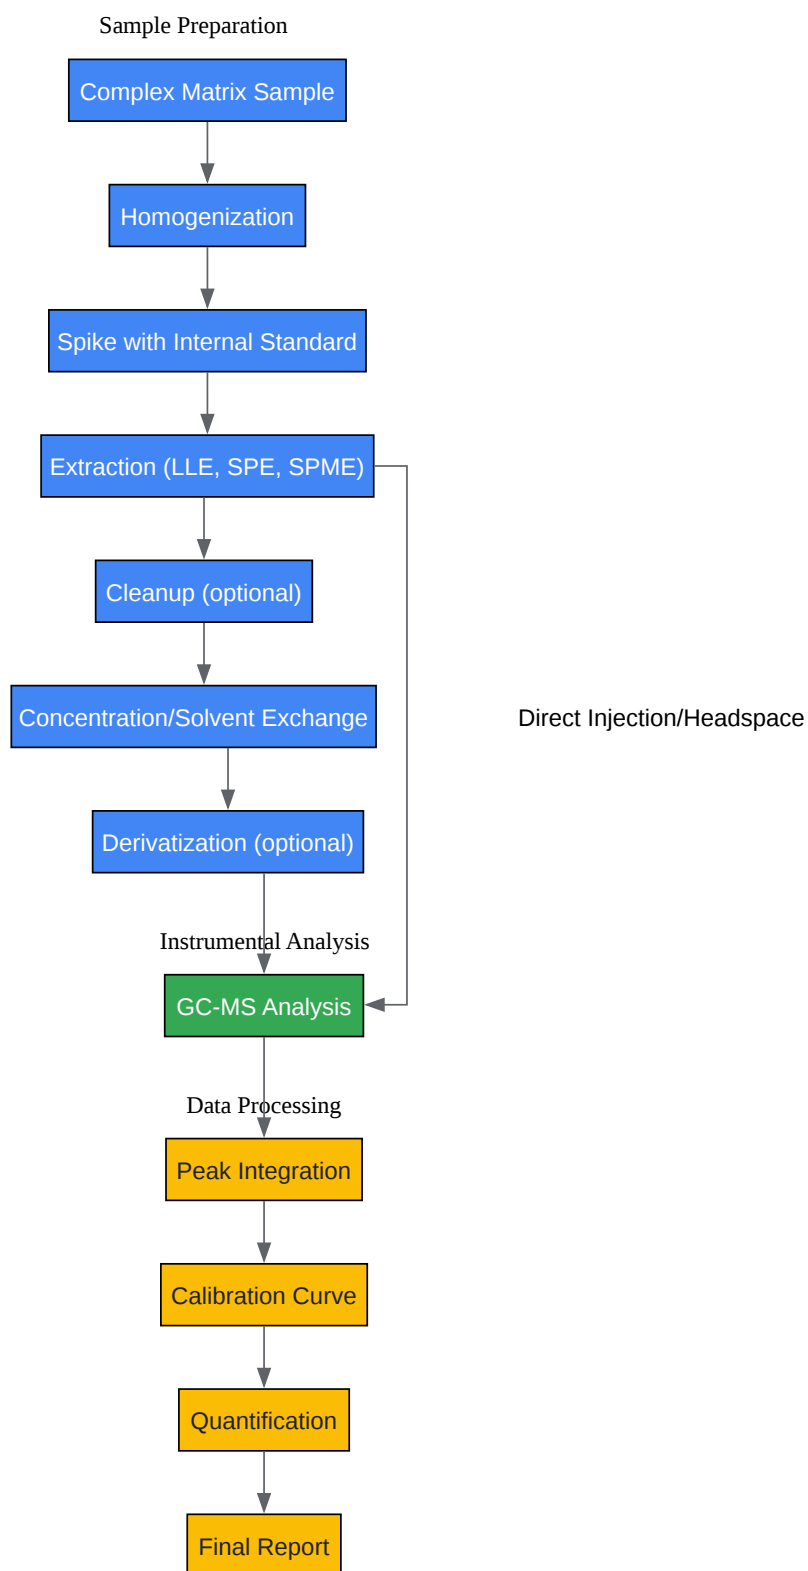 Sample Preparation
Complex Matrix Sample
Homogenization
Spike with Internal Standard
Extraction (LLE, SPE, SPME)
Cleanup (optional)
Concentration/Solvent Exchange
Direct Injection/Headspace
Derivatization (optional)
Instrumental Analysis
GC-MS Analysis
Data Processing
Peak Integration
Calibration Curve
Quantification
Final Report